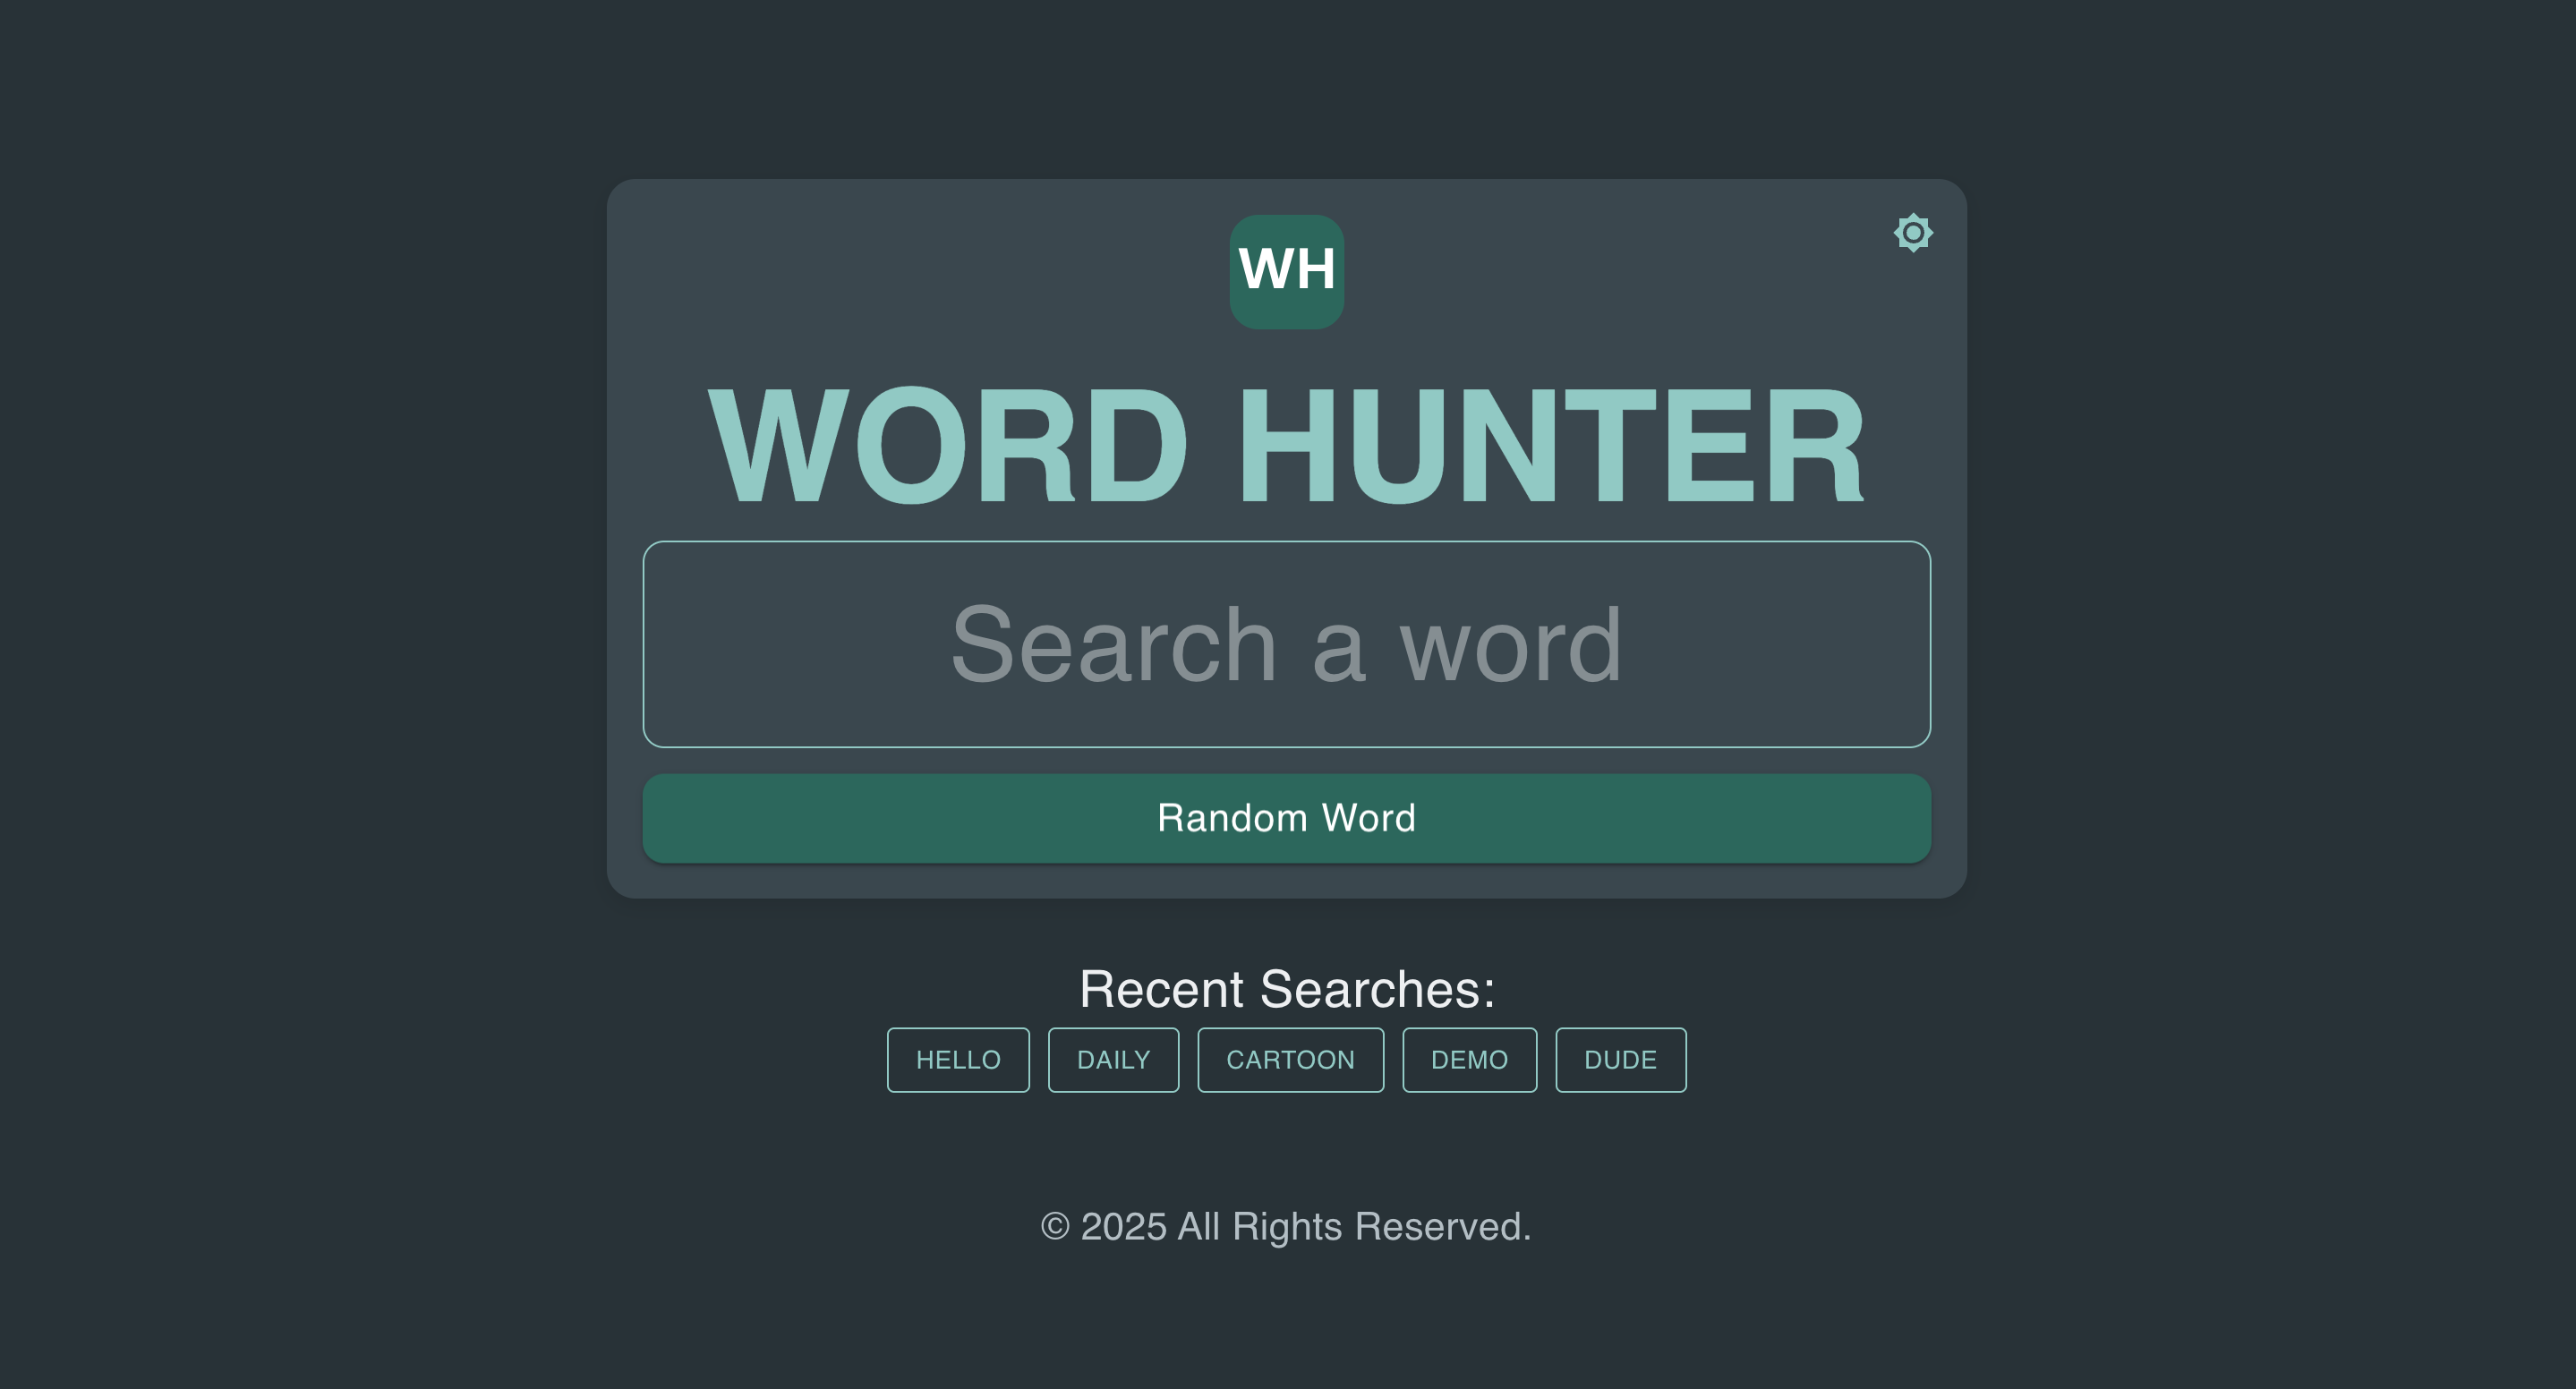 WH
WORD HUNTER
Search a word
Random Word
Recent Searches:
HELLO DAILY CARTOON DEMO DUDE
© 2025 All Rights Reserved.